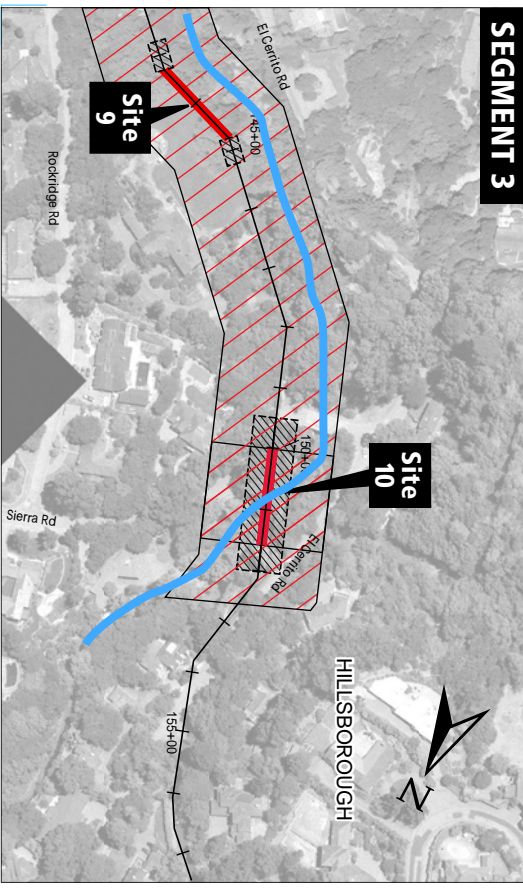 SEGMENT 3
El Cerrito Rd
145+00
Site
9
Rockridge Rd
Site
10
150+0
El Cerrito Rd
Sierra Rd
HILLSBOROUGH
N
155+00